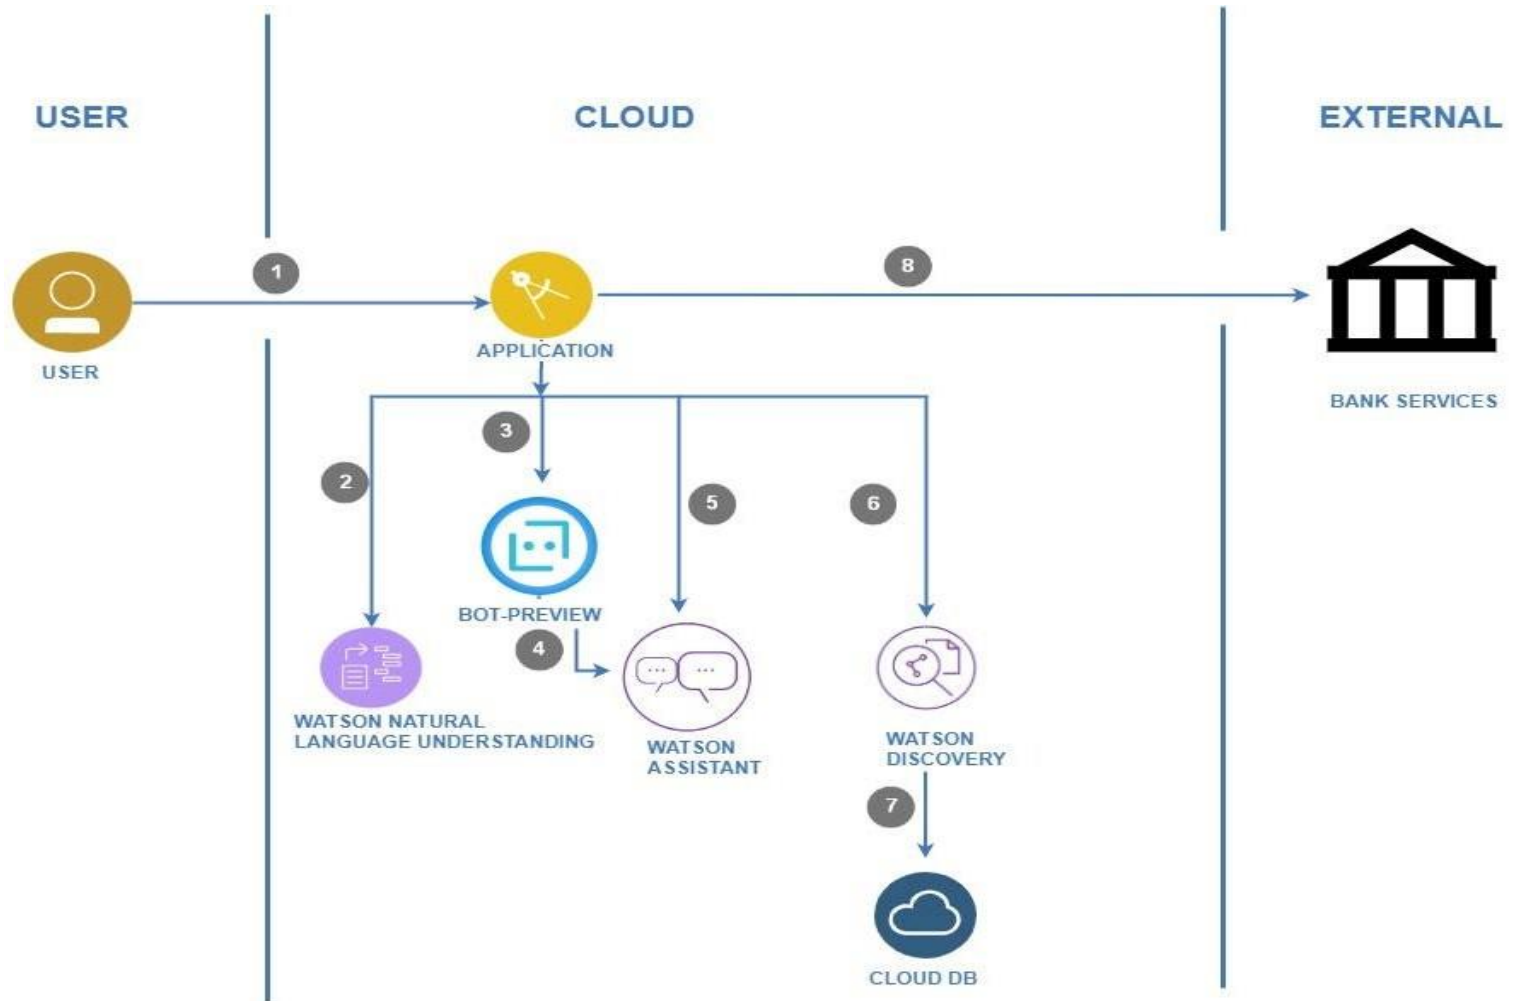 USER
CLOUD
EXTERNAL
1
8
APPLICATION
USER
BANK SERVICES
3
2
5
6
BOT-PREVIEW
4
WATSON NATURAL
LANGUAGE UNDERSTANDING
WATSON
ASSISTANT
WATSON
DISCOVERY
7
CLOUD DB